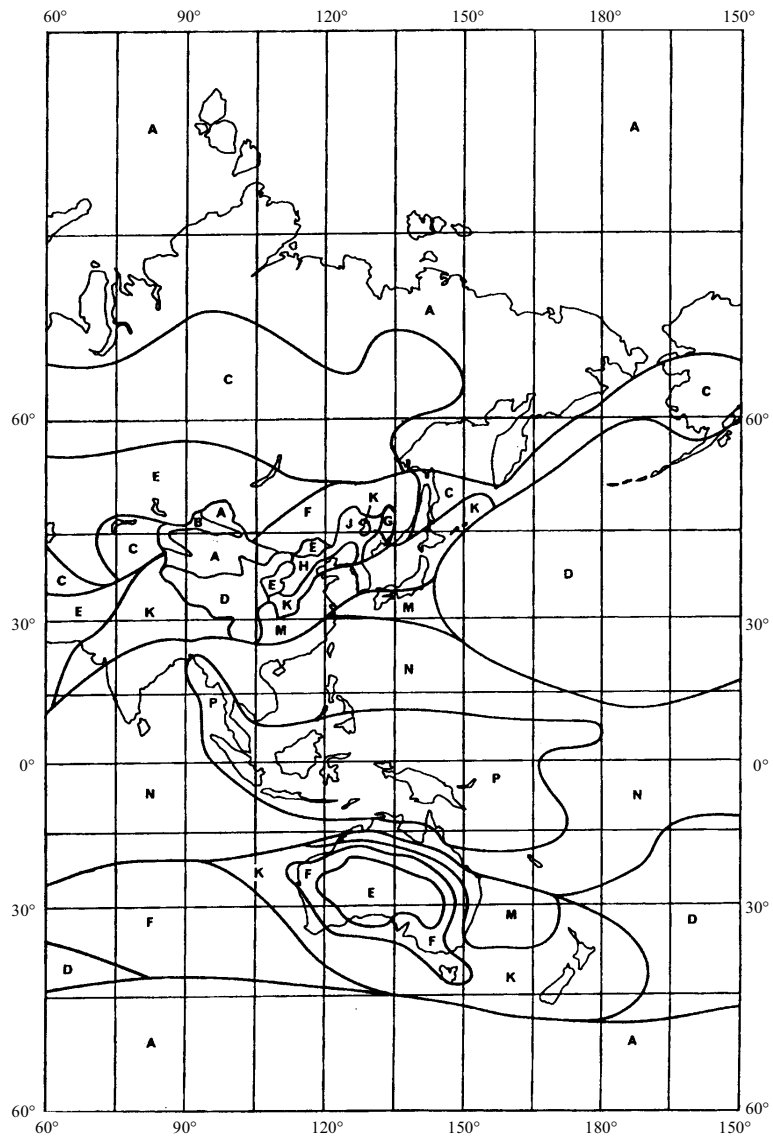 60° 90° 120° 150° 180° 150°
A A
A
C C
60° 60°
E
A K C
B F K
J G
C E
A H D
C E
D K
E K M
30° M 30°
N
P
0° 0°
P
N N
K F
E
30° M 30°
F D
F
D K
A A
60° 60°
60° 90° 120° 150° 180° 150°